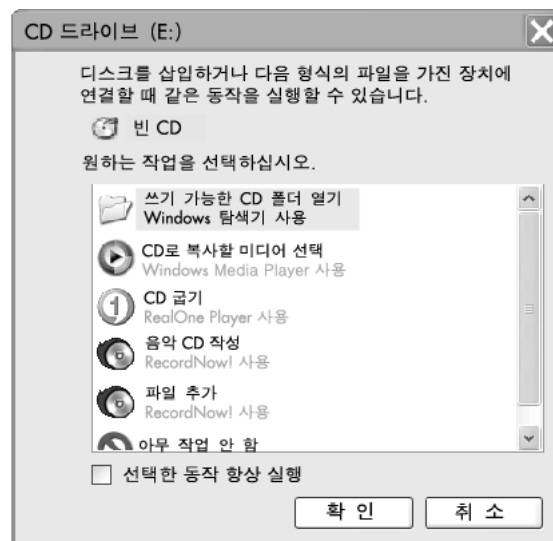 CD 드라이브 (E:)
디스크를 삽입하거나 다음 형식의 파일을 가진 장치에
연결할 때 같은 동작을 실행할 수 있습니다.
빈 CD
원하는 작업을 선택하십시오.
쓰기 가능한 CD 폴더 열기
Windows 탐색기 사용
CD로 복사할 미디어 선택
Windows Media Player 사용
CD 굽기
RealOne Player 사용
음악 CD 작성
RecordNow! 사용
파일 추가
RecordNow! 사용
아무 작업 안 함
선택한 동작 항상 실행
확 인
취 소